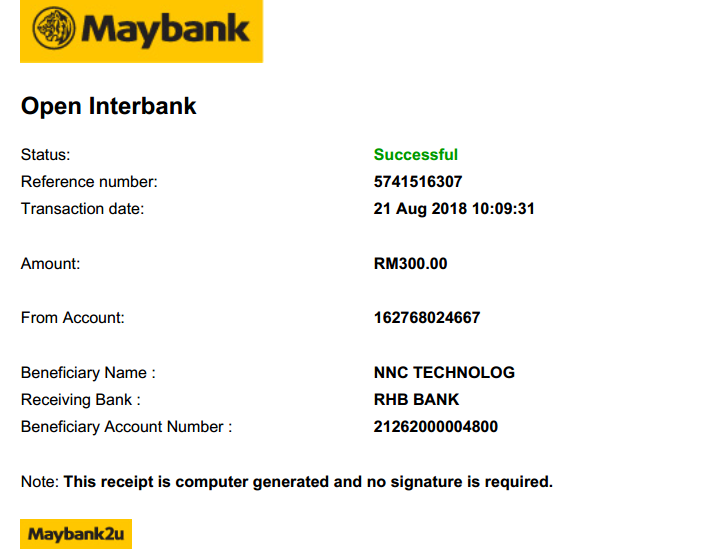 Maybank
Open Interbank
Status: Successful
Reference number: 5741516307
Transaction date: 21 Aug 2018 10:09:31
Amount: RM300.00
From Account: 162768024667
Beneficiary Name : NNC TECHNOLOG
Receiving Bank : RHB BANK
Beneficiary Account Number : 21262000004800
Note: This receipt is computer generated and no signature is required.
Maybank2u